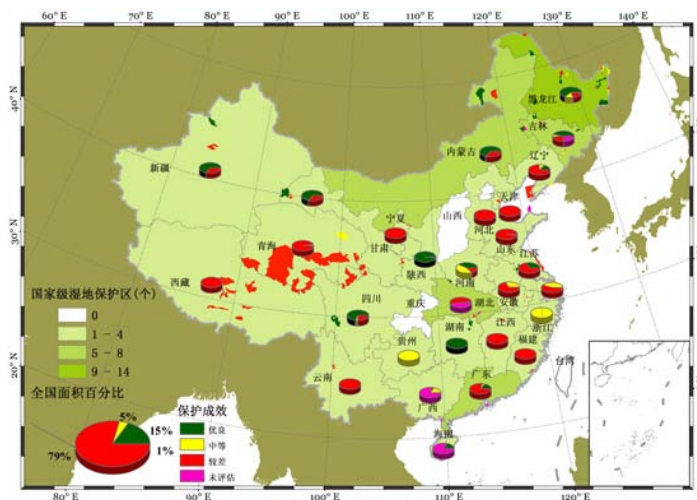 60° E 70° E 80° E 90° E 100° E 110° E 120° E 130° E 140° E 150° E
40° N
30° N
20° N
黑龙江
吉林
内蒙古
辽宁
新疆
天津
宁夏
山西
河北
青海
甘肃
山东
陕西
江苏
河南
西藏
四川
重庆
湖北
安徽
浙江
湖南
江西
贵州
福建
台湾
云南
广东
广西
海南
国家级湿地保护区(个)
0
1 - 4
5 - 8
9 - 14
全国面积百分比
5%
15%
1%
79%
保护成效
优良
中等
较差
未评估
80° E 90° E 100° E 110° E 120° E